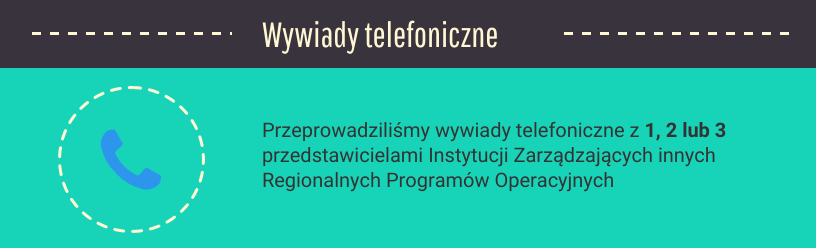 Wywiady telefoniczne
Przeprowadziliśmy wywiady telefoniczne z 1, 2 lub 3
przedstawicielami Instytucji Zarządzających innych
Regionalnych Programów Operacyjnych